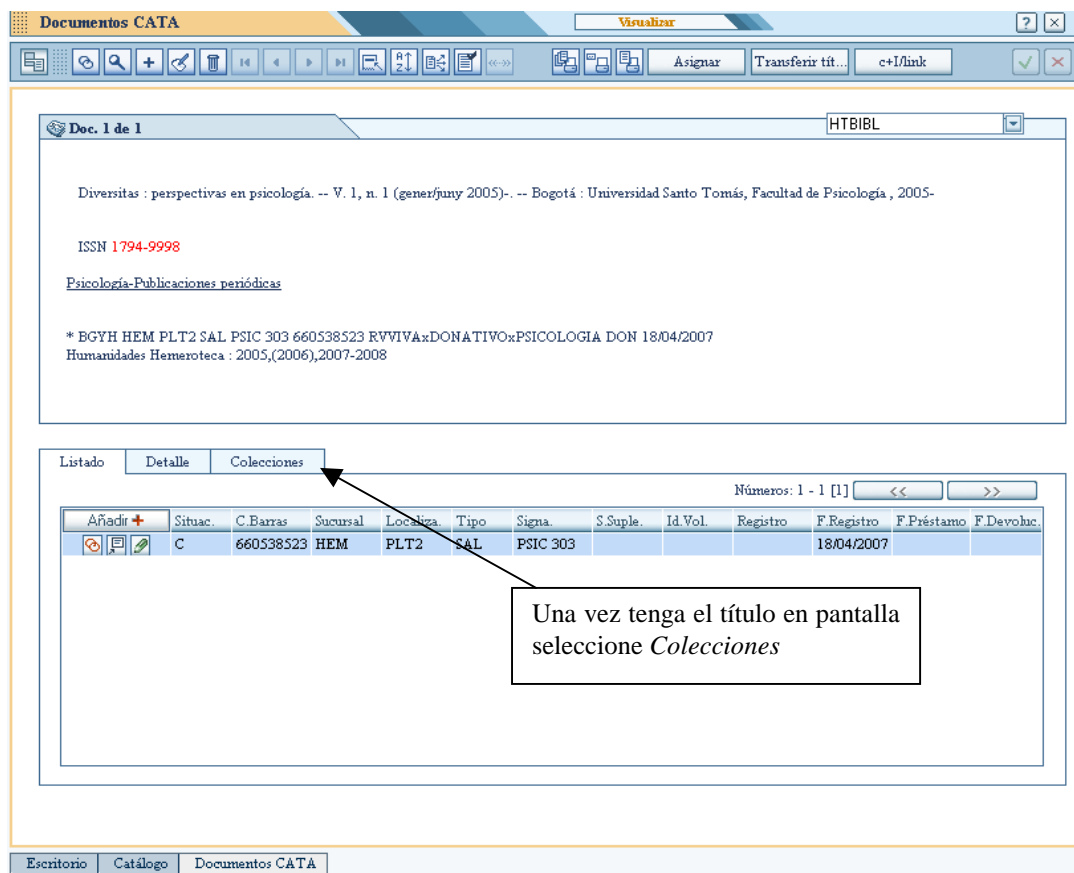 Documentos CATA
Visualizar
Asignar
Transferir tít...
c+I/link
Doc. 1 de 1
HTBIBL
Diversitas : perspectivas en psicología. -- V. 1, n. 1 (gener/juny 2005)-. -- Bogotá : Universidad Santo Tomás, Facultad de Psicología , 2005-
ISSN 1794-9998
Psicología-Publicaciones periódicas
* BGYH HEM PLT2 SAL PSIC 303 660538523 RVVIVAxDONATIVOxPSICOLOGIA DON 18/04/2007
Humanidades Hemeroteca : 2005,(2006),2007-2008
Listado Detalle Colecciones
Números: 1 - 1 [1] << >>
Añadir + Situac. C.Barras Sucursal Localiza. Tipo Signa. S.Suple. Id.Vol. Registro F.Registro F.Préstamo F.Devoluc.
C 660538523 HEM PLT2 SAL PSIC 303 18/04/2007
Una vez tenga el título en pantalla
seleccione Colecciones
Escritorio Catálogo Documentos CATA